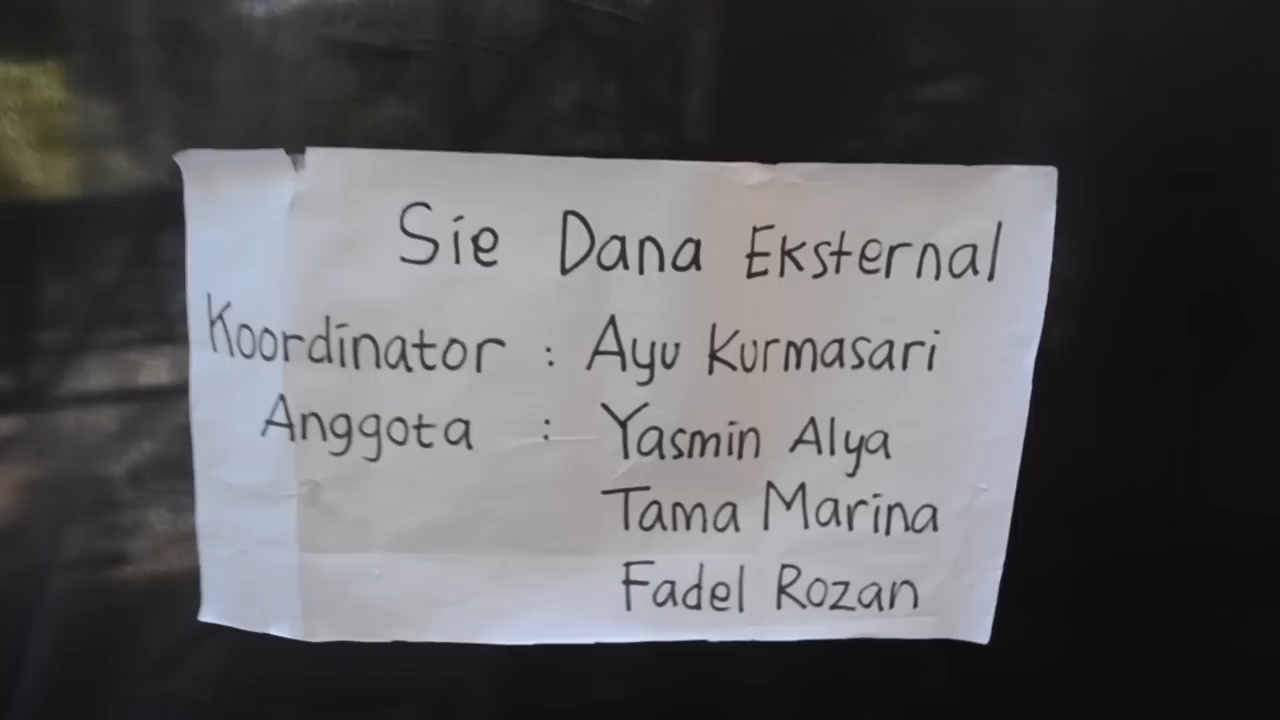 Sie Dana Eksternal
Koordinator : Ayu Kurmasari
Anggota : Yasmin Alya
Tama Marina
Fadel Rozan